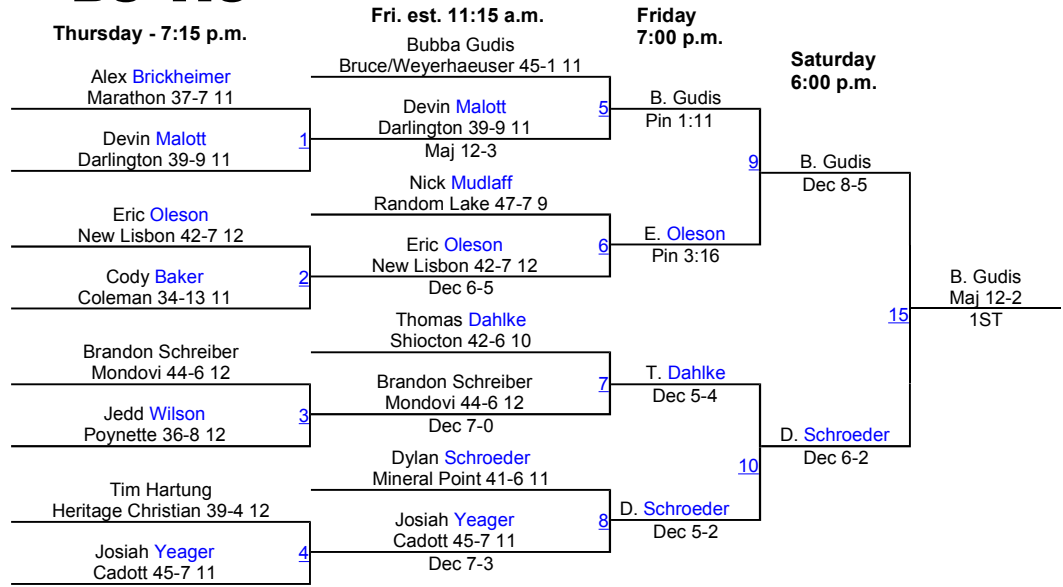 Thursday - 7:15 p.m.
Alex Brickheimer
Marathon 37-7 11
Devin Malott
Darlington 39-9 11
1
Eric Oleson
New Lisbon 42-7 12
Cody Baker
Coleman 34-13 11
2
Brandon Schreiber
Mondovi 44-6 12
Jedd Wilson
Poynette 36-8 12
3
Tim Hartung
Heritage Christian 39-4 12
Josiah Yeager
Cadott 45-7 11
4
Fri. est. 11:15 a.m.
Bubba Gudis
Bruce/Weyerhaeuser 45-1 11
Devin Malott
Darlington 39-9 11
Maj 12-3
5
Nick Mudlaff
Random Lake 47-7 9
Eric Oleson
New Lisbon 42-7 12
Dec 6-5
6
Thomas Dahlke
Shiocton 42-6 10
Brandon Schreiber
Mondovi 44-6 12
Dec 7-0
7
Dylan Schroeder
Mineral Point 41-6 11
Josiah Yeager
Cadott 45-7 11
Dec 7-3
8
Friday
7:00 p.m.
B. Gudis
Pin 1:11
9
E. Oleson
Pin 3:16
T. Dahlke
Dec 5-4
10
D. Schroeder
Dec 5-2
Saturday
6:00 p.m.
B. Gudis
Dec 8-5
15
D. Schroeder
Dec 6-2
B. Gudis
Maj 12-2
1ST